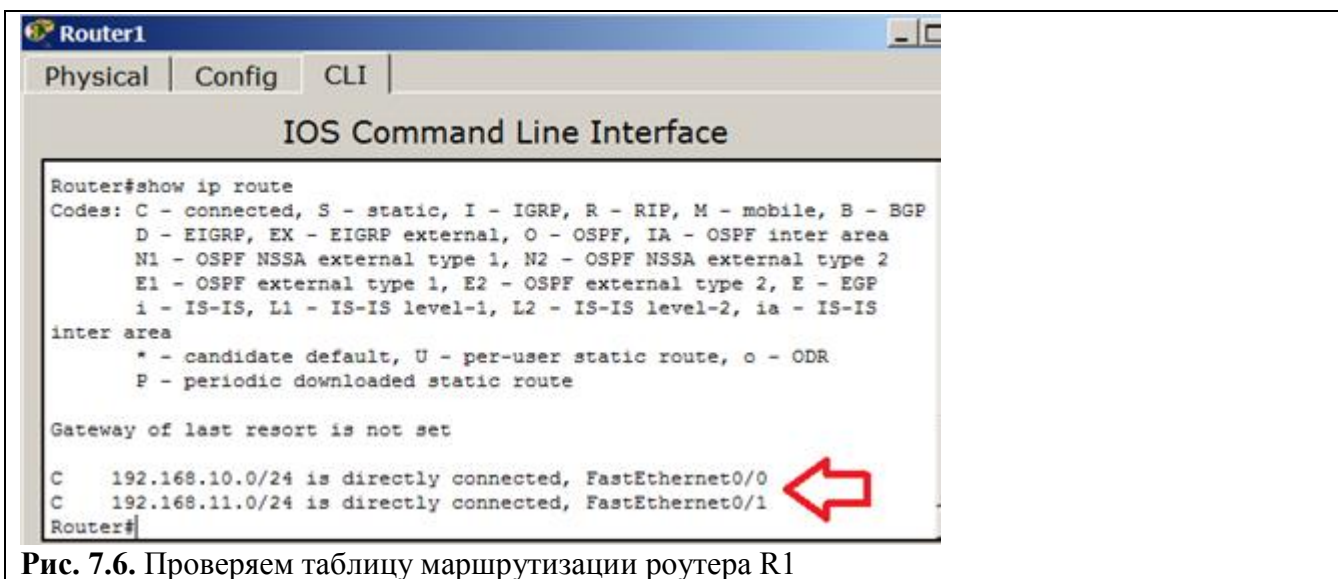 Router1
Physical Config CLI
IOS Command Line Interface
Router#show ip route
Codes: C - connected, S - static, I - IGRP, R - RIP, M - mobile, B - BGP
D - EIGRP, EX - EIGRP external, O - OSPF, IA - OSPF inter area
N1 - OSPF NSSA external type 1, N2 - OSPF NSSA external type 2
E1 - OSPF external type 1, E2 - OSPF external type 2, E - EGP
i - IS-IS, L1 - IS-IS level-1, L2 - IS-IS level-2, ia - IS-IS
inter area
* - candidate default, U - per-user static route, o - ODR
P - periodic downloaded static route
Gateway of last resort is not set
C 192.168.10.0/24 is directly connected, FastEthernet0/0
C 192.168.11.0/24 is directly connected, FastEthernet0/1
Router#
Рис. 7.6. Проверяем таблицу маршрутизации роутера R1